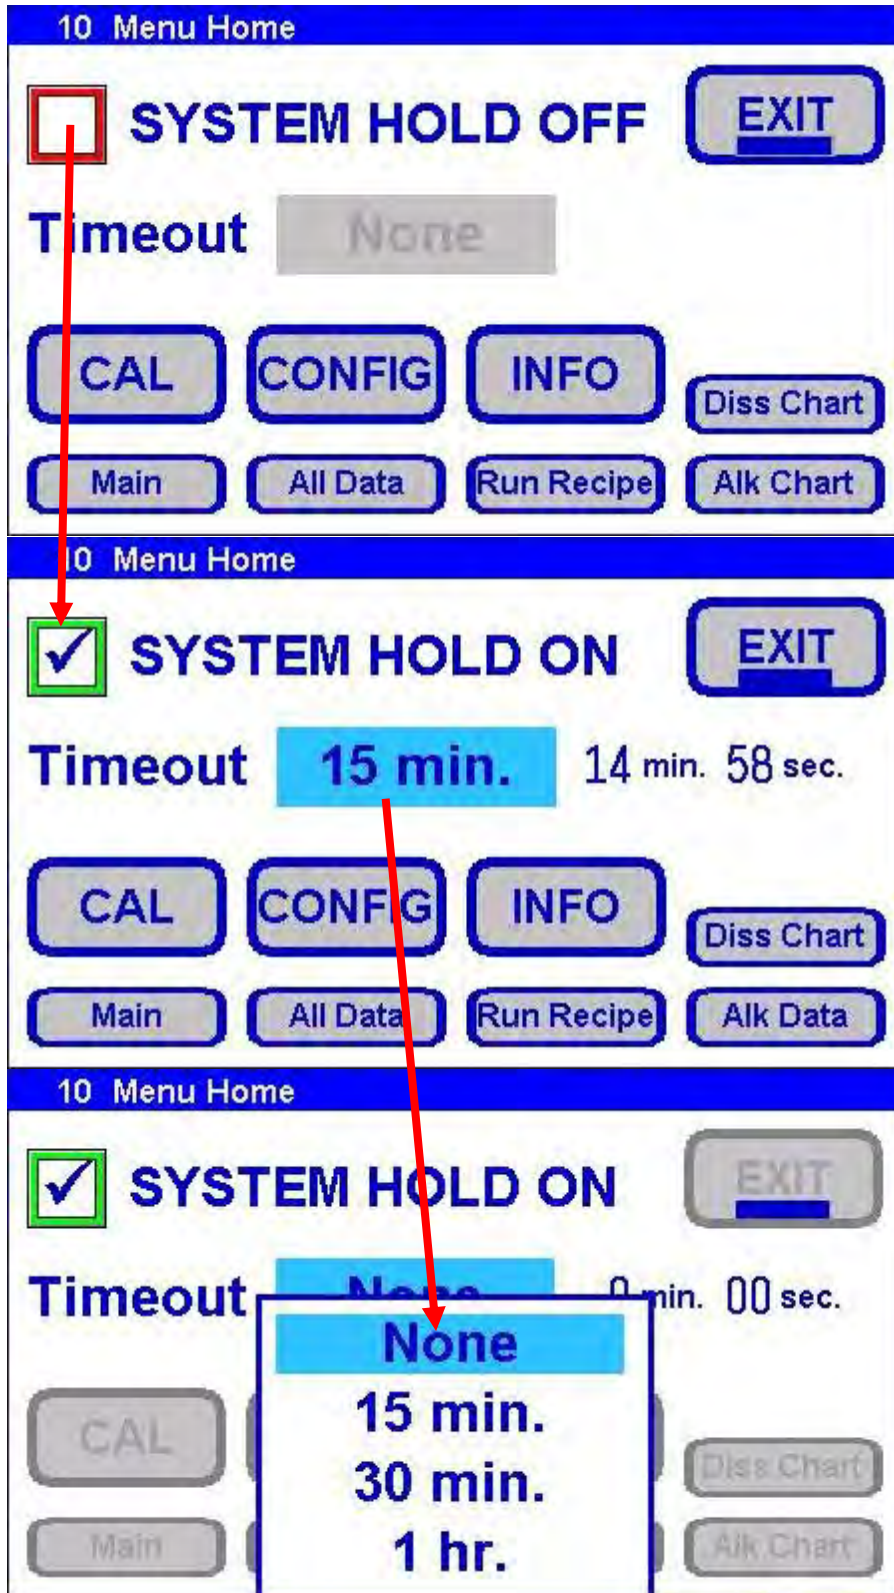 10 Menu Home
SYSTEM HOLD OFF
EXIT
Timeout None
CAL CONFIG INFO
Diss Chart
Main All Data Run Recipe Alk Chart
10 Menu Home
SYSTEM HOLD ON
EXIT
Timeout 15 min. 14 min. 58 sec.
CAL CONFIG INFO
Diss Chart
Main All Data Run Recipe Alk Data
10 Menu Home
SYSTEM HOLD ON
EXIT
Timeout None 0 min. 00 sec.
None
15 min.
CAL
30 min.
Diss Chart
1 hr.
Main Alk Chart